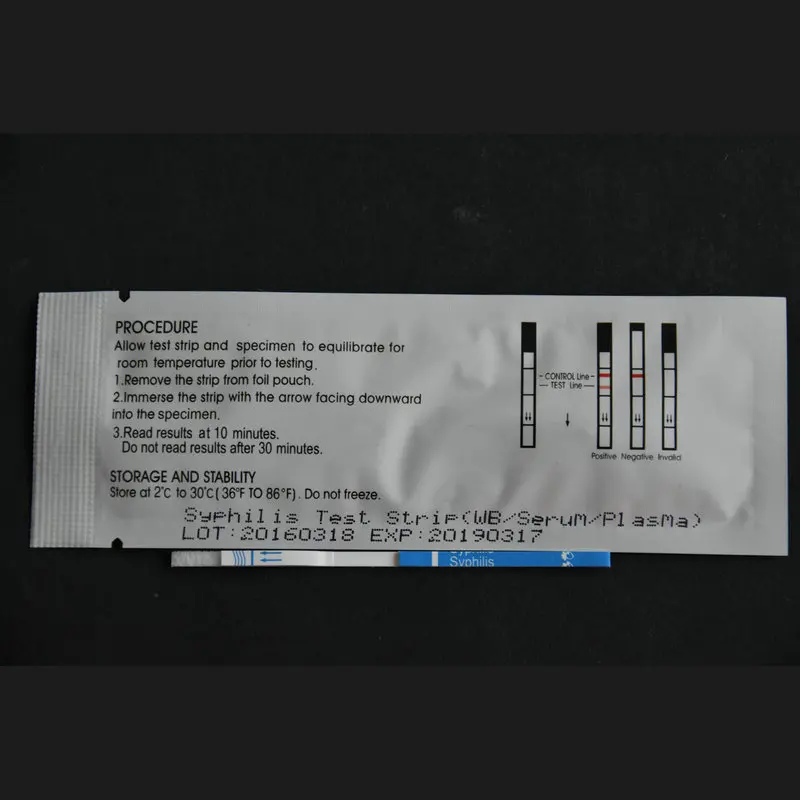 PROCEDURE
Allow test strip and specimen to equilibrate for
room temperature prior to testing.
1.Remove the strip from foil pouch.
2.Immerse the strip with the arrow facing downward
into the specimen.
3.Read results at 10 minutes.
Do not read results after 30 minutes.
STORAGE AND STABILITY
Store at 2°C to 30°C(36°F TO 86°F). Do not freeze.
CONTROL Line
TEST Line
Positive Negative Invalid
Syphilis Test Strip(WB/Serum/Plasma)
LOT:20160318 EXP:20190317
Syphilis